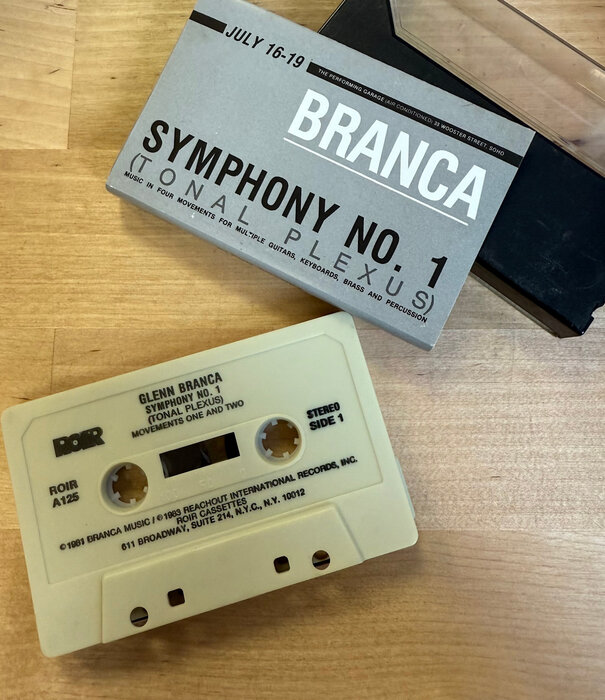 JULY 16-19
THE PERFORMING GARAGE (AIR CONDITIONED) 33 WOOSTER STREET, SOHO
BRANCA
SYMPHONY NO. 1
(TONAL PLEXUS)
MUSIC IN FOUR MOVEMENTS FOR MULTIPLE GUITARS, KEYBOARDS, BRASS AND PERCUSSION
GLENN BRANCA
SYMPHONY NO. 1
(TONAL PLEXUS)
MOVEMENTS ONE AND TWO
ROIR
STEREO
SIDE 1
ROIR
A125
©1981 BRANCA MUSIC / ℗©1983 REACHOUT INTERNATIONAL RECORDS, INC.
ROIR CASSETTES
611 BROADWAY, SUITE 214, N.Y.C., N.Y. 10012